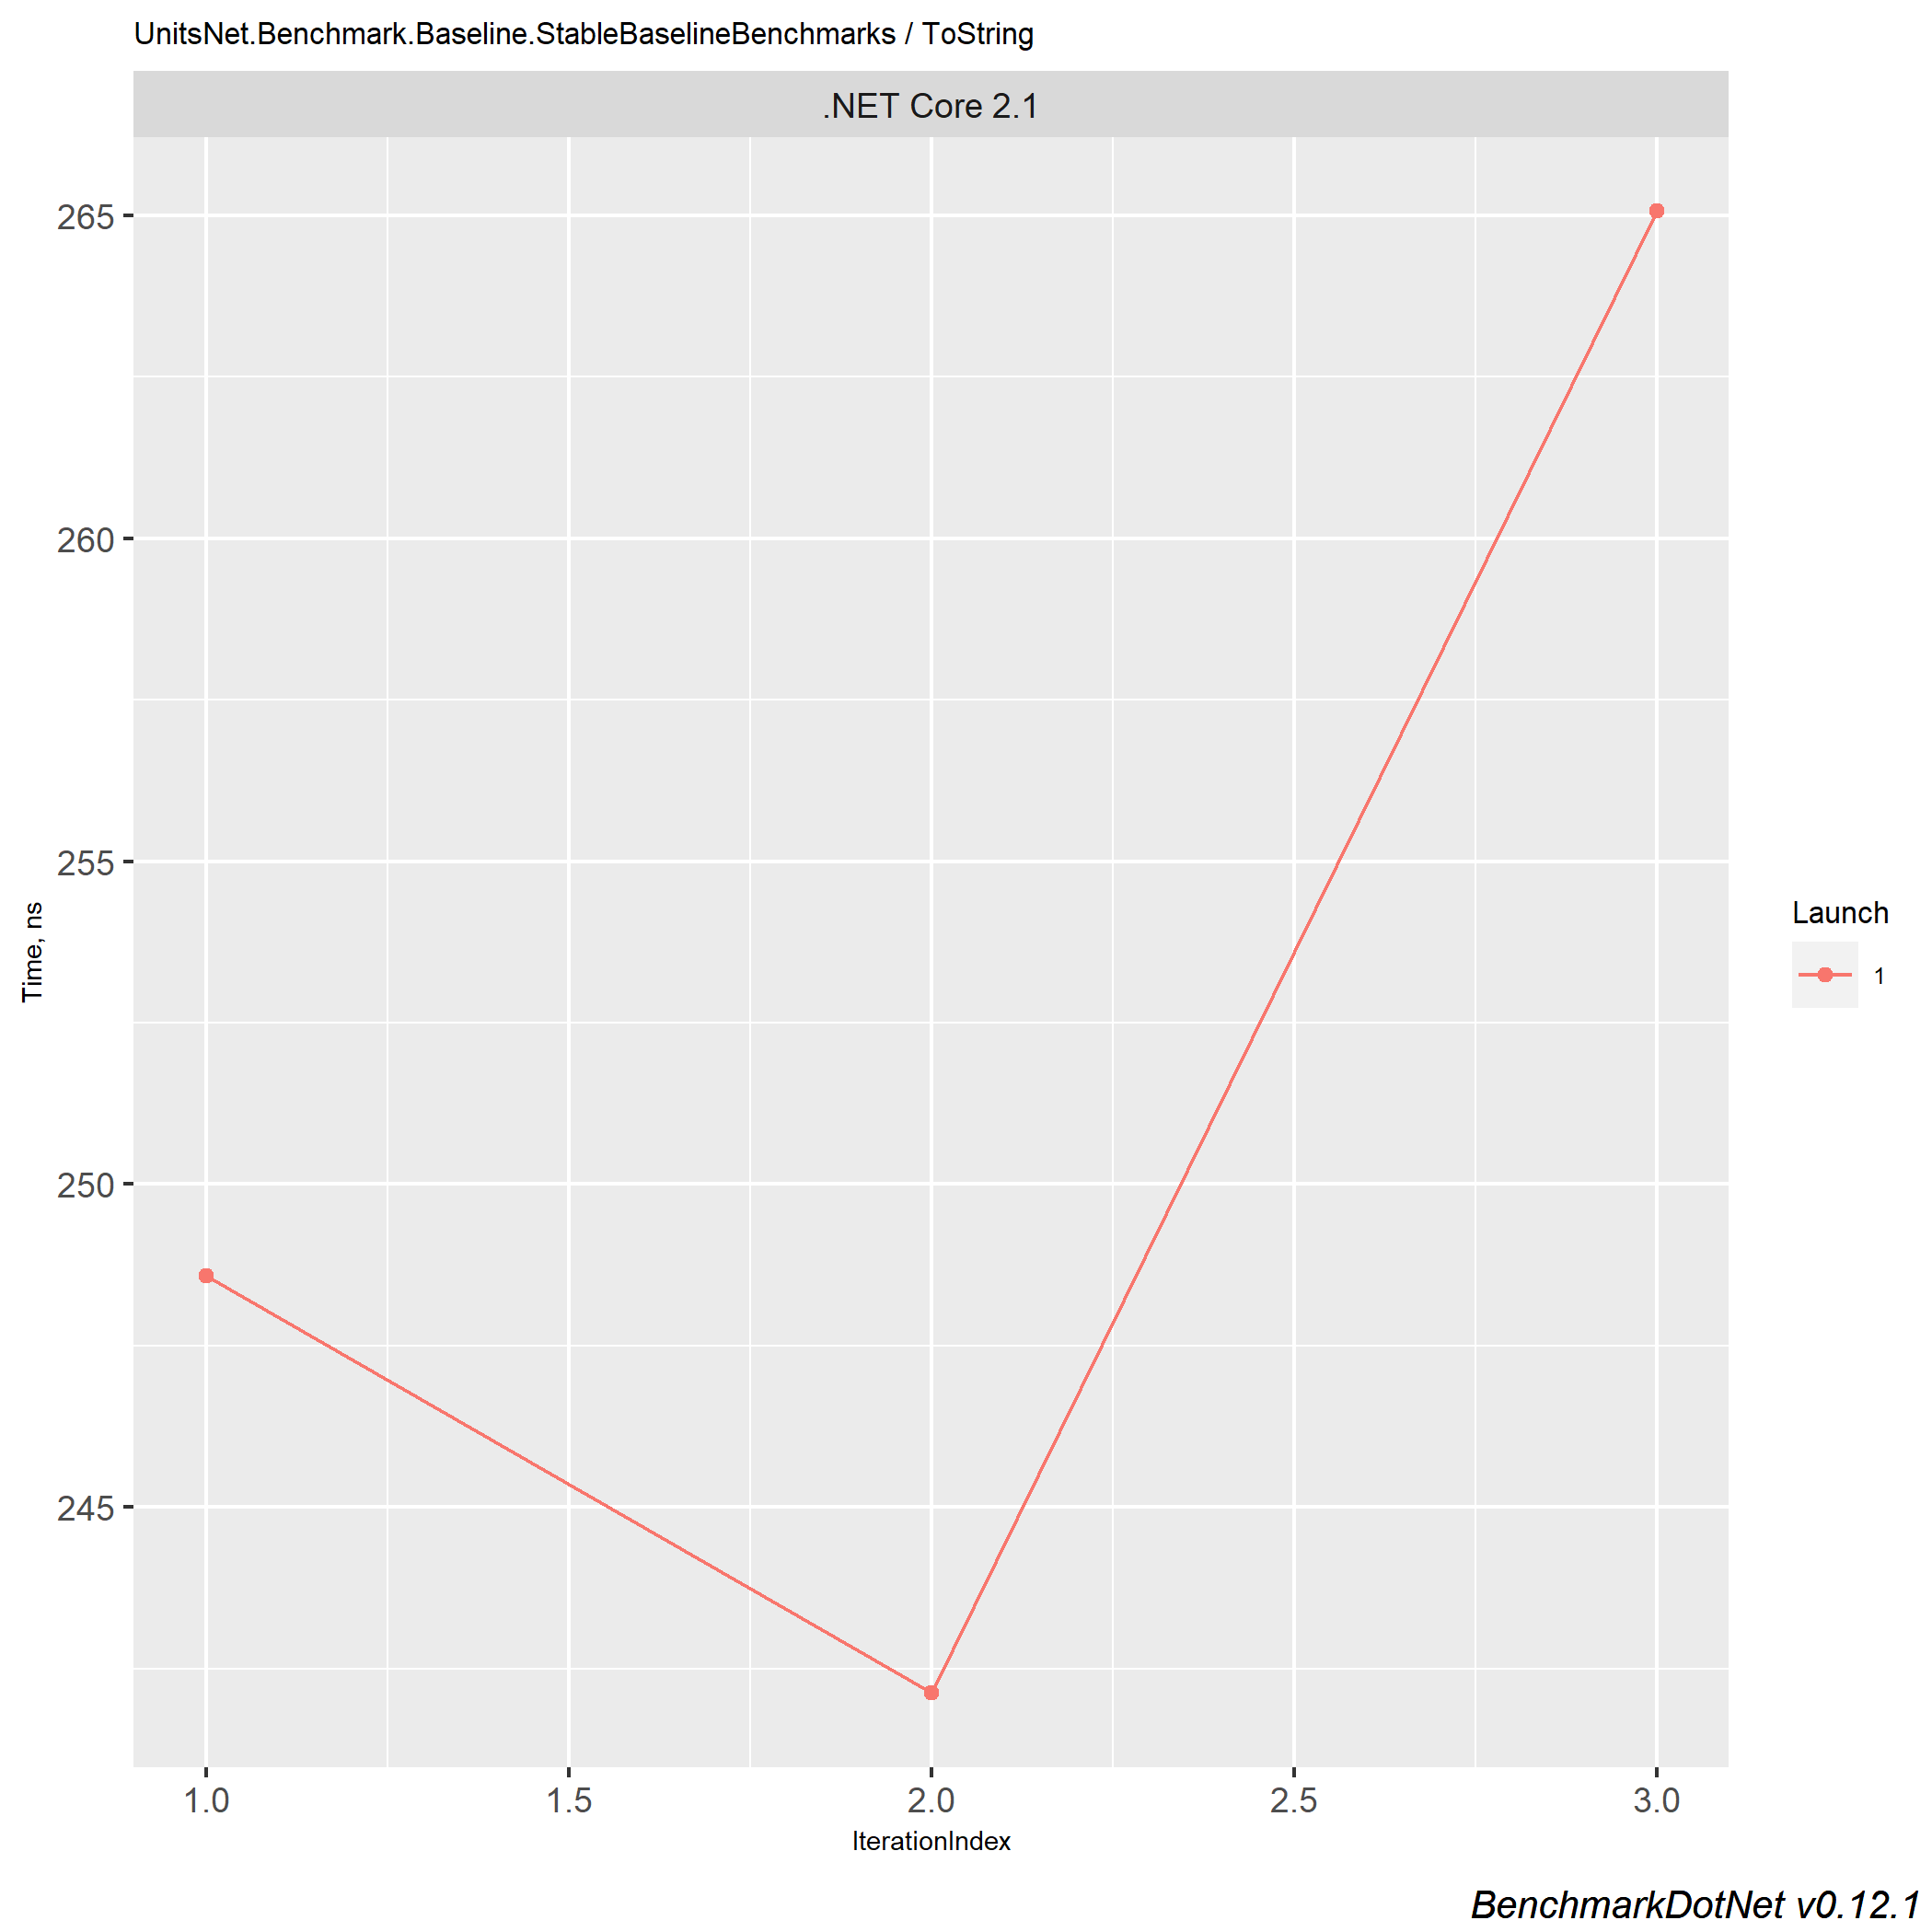 UnitsNet.Benchmark.Baseline.StableBaselineBenchmarks / ToString
.NET Core 2.1
265
260
255
250
245
Time, ns
1.0 1.5 2.0 2.5 3.0
IterationIndex
Launch
1
BenchmarkDotNet v0.12.1